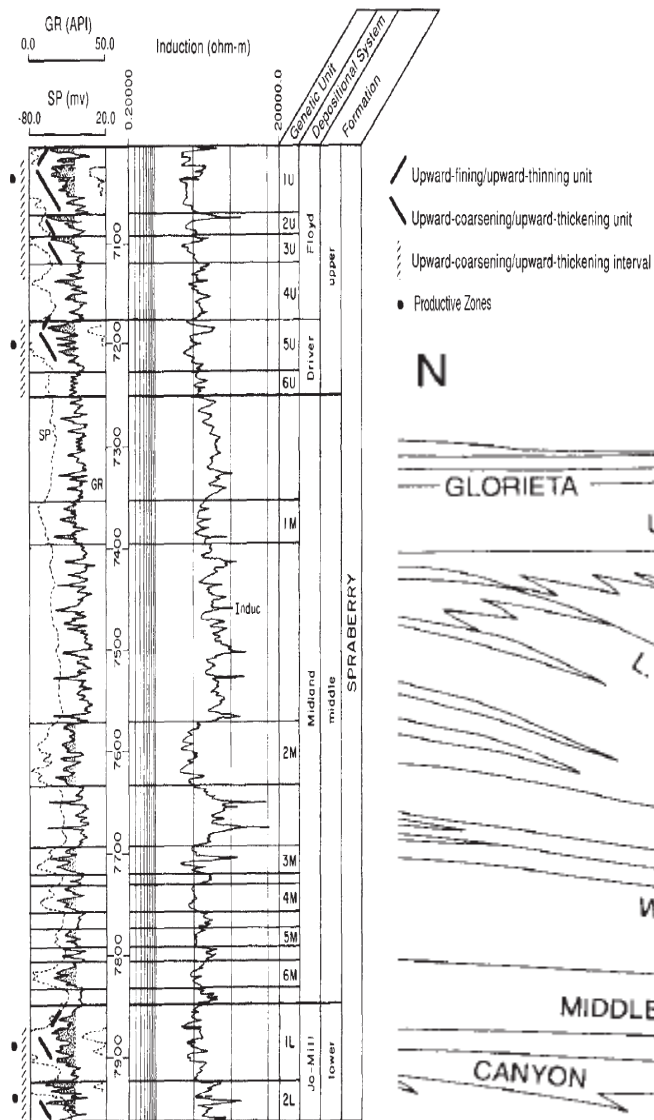 GR (API)
0.0 50.0
SP (mv)
-80.0 20.0
Induction (ohm-m)
0.20000 20000.0
Genetic Unit
Depositional System
Formation
Upward-fining/upward-thinning unit
Upward-coarsening/upward-thickening unit
Upward-coarsening/upward-thickening interval
Productive Zones
1U
2U
3U
4U
5U
6U
1M
2M
3M
4M
5M
6M
1L
2L
7100
7200
7300
7400
7500
7600
7700
7800
7900
SP
GR
Induc
Floyd
Driver
Midland
Jo-Mill
upper
middle
lower
SPRABERRY
N
GLORIETA
U
L.
W
MIDDLE
CANYON